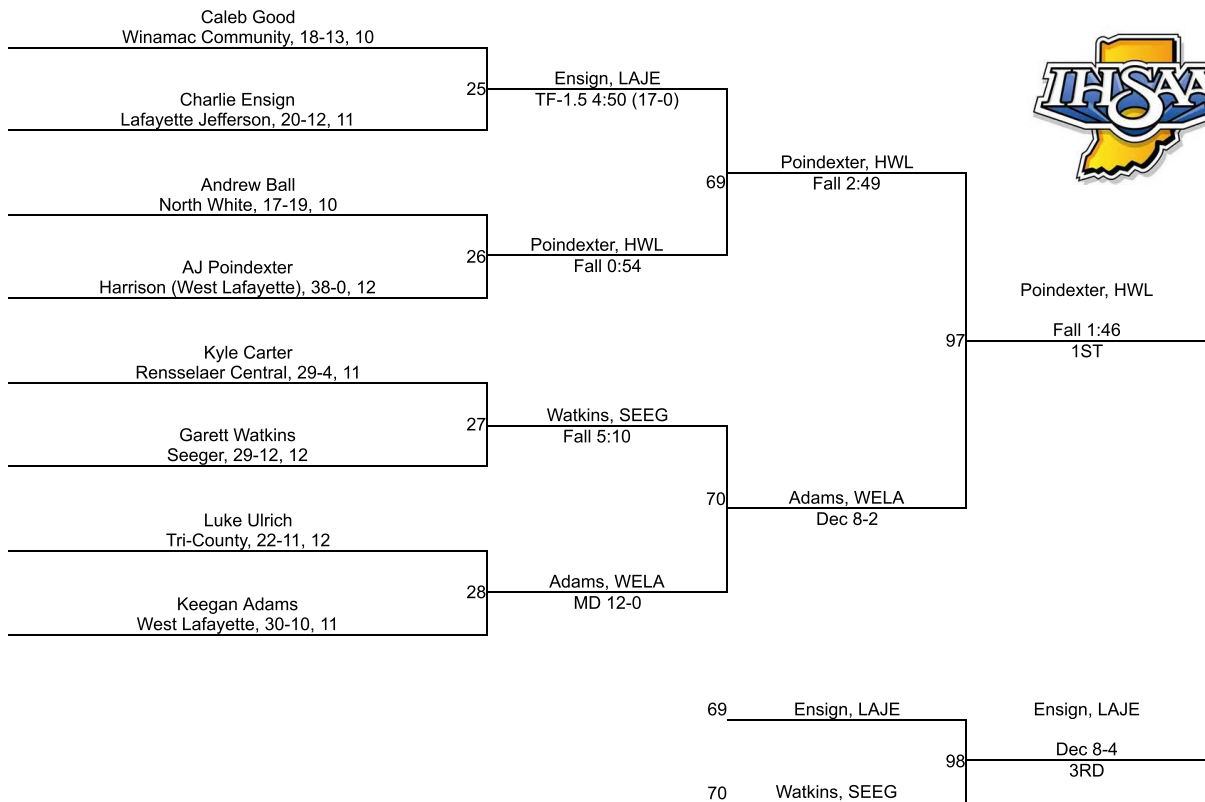 Caleb Good
Winamac Community, 18-13, 10
Charlie Ensign
Lafayette Jefferson, 20-12, 11
Andrew Ball
North White, 17-19, 10
AJ Poindexter
Harrison (West Lafayette), 38-0, 12
Kyle Carter
Rensselaer Central, 29-4, 11
Garett Watkins
Seeger, 29-12, 12
Luke Ulrich
Tri-County, 22-11, 12
Keegan Adams
West Lafayette, 30-10, 11
25
Ensign, LAJE
TF-1.5 4:50 (17-0)
26
Poindexter, HWL
Fall 0:54
27
Watkins, SEEG
Fall 5:10
28
Adams, WELA
MD 12-0
69
Poindexter, HWL
Fall 2:49
70
Adams, WELA
Dec 8-2
97
Poindexter, HWL
Fall 1:46
1ST
IHSAA
69
Ensign, LAJE
70
Watkins, SEEG
98
Ensign, LAJE
Dec 8-4
3RD